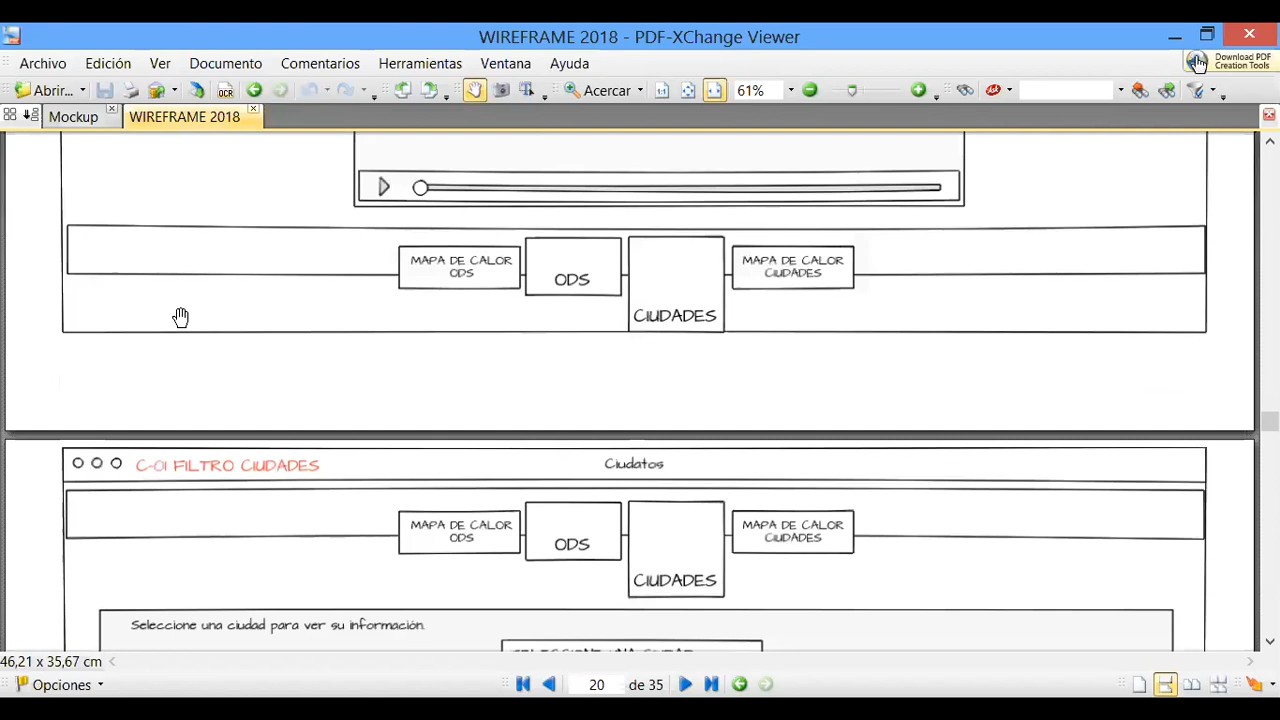 WIREFRAME 2018 - PDF-XChange Viewer
Archivo Edición Ver Documento Comentarios Herramientas Ventana Ayuda
Download PDF
Creation Tools
Abrir... OCR Acercar 61%
Mockup WIREFRAME 2018
MAPA DE CALOR
ODS
ODS
CIUDADES
MAPA DE CALOR
CIUDADES
C-01 FILTRO CIUDADES Ciudatos
MAPA DE CALOR
ODS
ODS
CIUDADES
MAPA DE CALOR
CIUDADES
Seleccione una ciudad para ver su información.
46,21 x 35,67 cm
Opciones 20 de 35